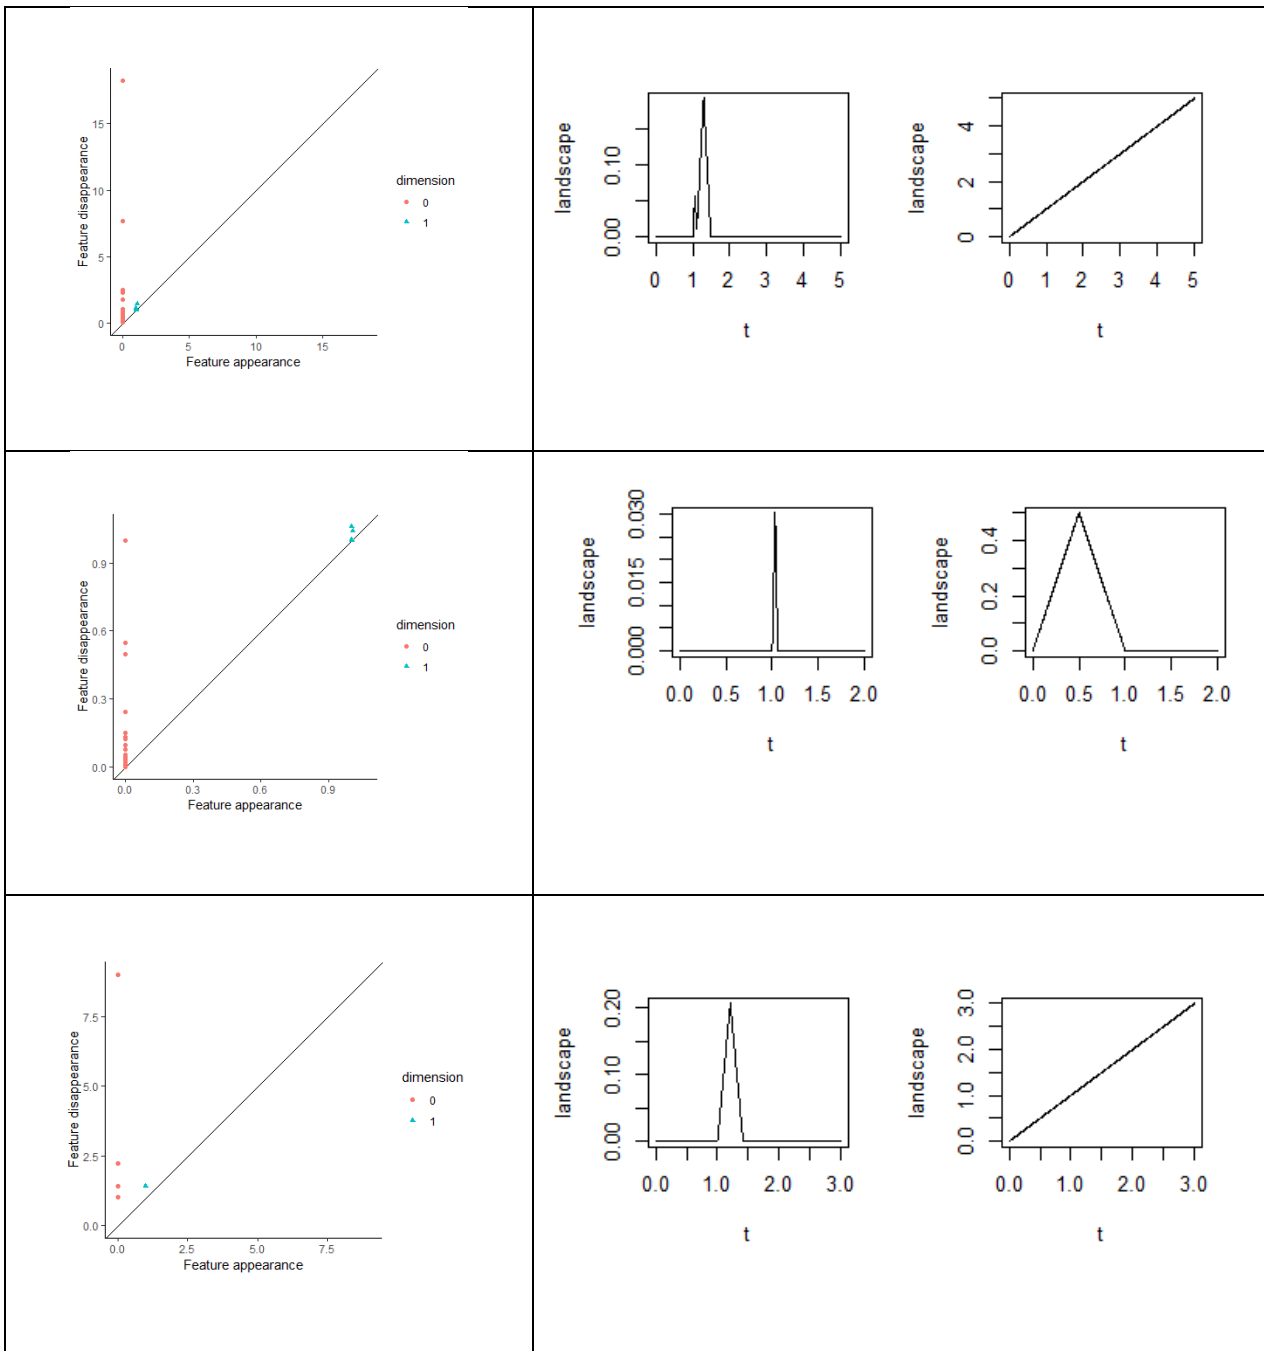 Feature disappearance
15
10
5
0
0 5 10 15
Feature appearance
dimension
0
1
landscape
0.00 0.10
0 1 2 3 4 5
t
landscape
0 2 4
0 1 2 3 4 5
t
Feature disappearance
0.9
0.6
0.3
0.0
0.0 0.3 0.6 0.9
Feature appearance
dimension
0
1
landscape
0.000 0.015 0.030
0.0 0.5 1.0 1.5 2.0
t
landscape
0.0 0.2 0.4
0.0 0.5 1.0 1.5 2.0
t
Feature disappearance
7.5
5.0
2.5
0.0
0.0 2.5 5.0 7.5
Feature appearance
dimension
0
1
landscape
0.00 0.10 0.20
0.0 1.0 2.0 3.0
t
landscape
0.0 1.0 2.0 3.0
0.0 1.0 2.0 3.0
t